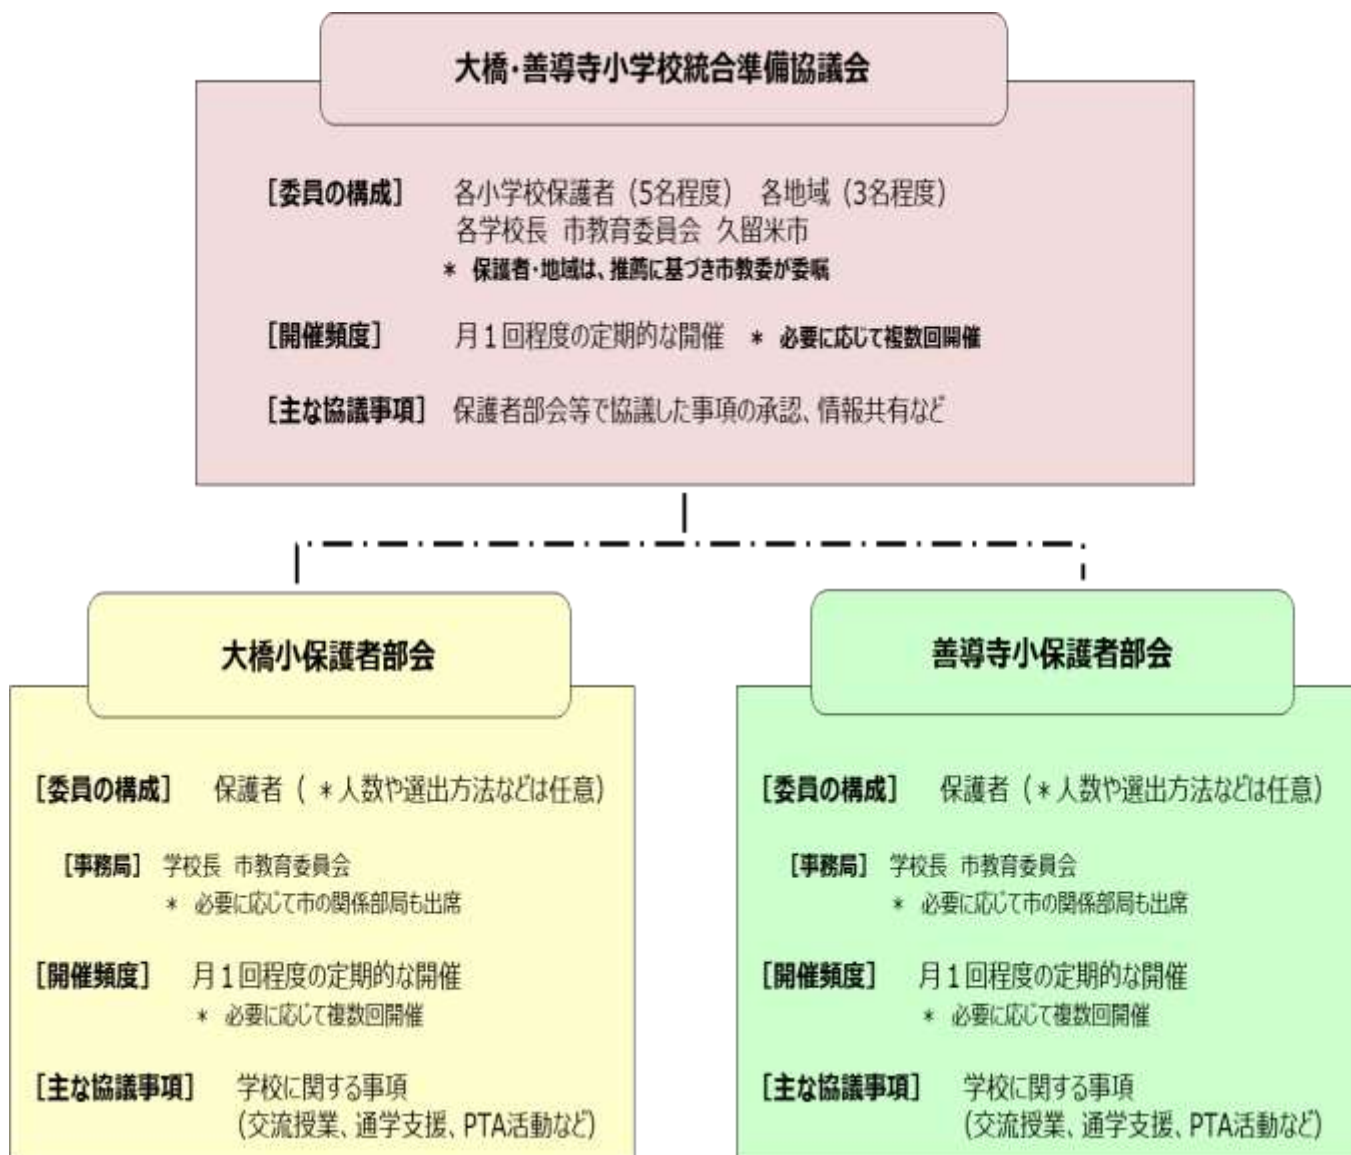 大橋・善導寺小学校統合準備協議会
[委員の構成] 各小学校保護者（5名程度） 各地域（3名程度）
各学校長 市教育委員会 久留米市
* 保護者・地域は、推薦に基づき市教委が委嘱
[開催頻度] 月１回程度の定期的な開催 * 必要に応じて複数回開催
[主な協議事項] 保護者部会等で協議した事項の承認、情報共有など
大橋小保護者部会
[委員の構成] 保護者（ *人数や選出方法などは任意）
[事務局] 学校長 市教育委員会
* 必要に応じて市の関係部局も出席
[開催頻度] 月１回程度の定期的な開催
* 必要に応じて複数回開催
[主な協議事項] 学校に関する事項
(交流授業、通学支援、PTA活動など)
善導寺小保護者部会
[委員の構成] 保護者（*人数や選出方法などは任意）
[事務局] 学校長 市教育委員会
* 必要に応じて市の関係部局も出席
[開催頻度] 月１回程度の定期的な開催
* 必要に応じて複数回開催
[主な協議事項] 学校に関する事項
(交流授業、通学支援、PTA活動など)